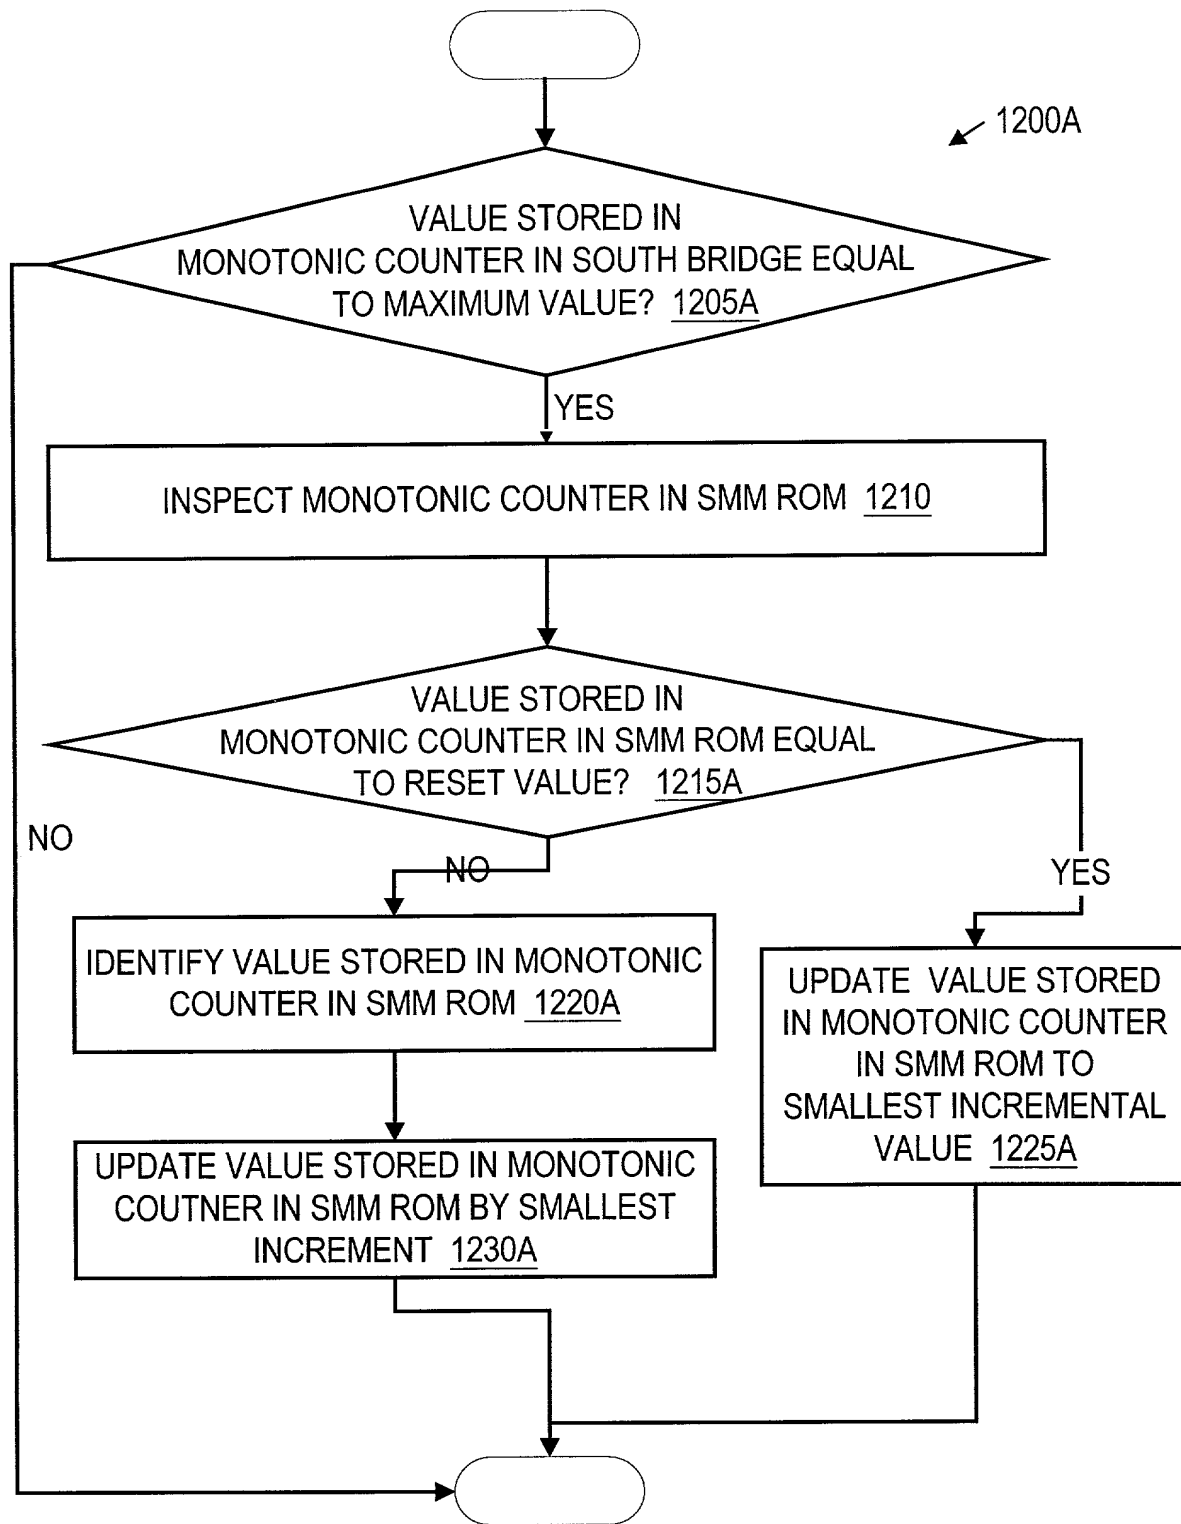 1200A
VALUE STORED IN
MONOTONIC COUNTER IN SOUTH BRIDGE EQUAL
TO MAXIMUM VALUE? 1205A
YES
INSPECT MONOTONIC COUNTER IN SMM ROM 1210
VALUE STORED IN
MONOTONIC COUNTER IN SMM ROM EQUAL
TO RESET VALUE? 1215A
NO
NO
YES
IDENTIFY VALUE STORED IN MONOTONIC
COUNTER IN SMM ROM 1220A
UPDATE VALUE STORED
IN MONOTONIC COUNTER
IN SMM ROM TO
SMALLEST INCREMENTAL
VALUE 1225A
UPDATE VALUE STORED IN MONOTONIC
COUTNER IN SMM ROM BY SMALLEST
INCREMENT 1230A